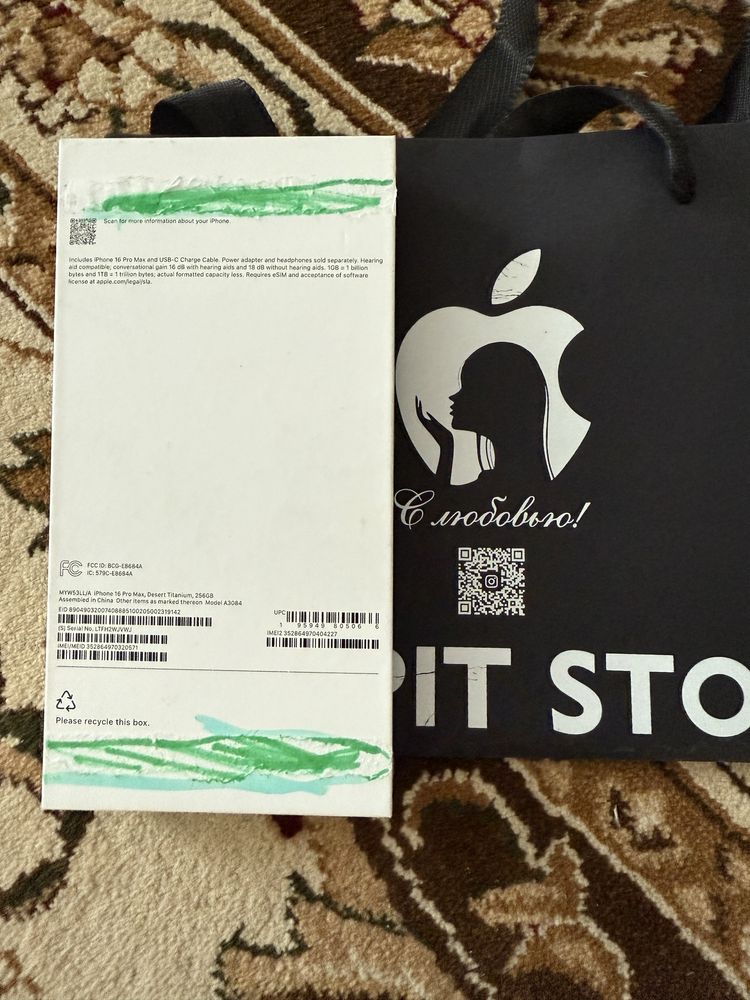 Scan for more information about your iPhone.
Includes iPhone 16 Pro Max and USB-C Charge Cable. Power adapter and headphones sold separately. Hearing
aid compatible; conversational gain 16 dB with hearing aids and 18 dB without hearing aids. 1GB = 1 billion
bytes and 1TB = 1 trillion bytes; actual formatted capacity less. Requires eSIM and acceptance of software
license at apple.com/legal/sla.
FC FCC ID: BCG-E8684A
IC: 579C-E8684A
MYW53LL/A iPhone 16 Pro Max, Desert Titanium, 256GB
Assembled in China Other items as marked thereon Model A3084
EID 89049032007408885100205002319142
(S) Serial No. LTFH2WJVWJ
IMEI/MEID 352864970320571
UPC
1 95949 80506 6
IMEI2 352864970404227
Please recycle this box.
С любовью!
PIT STO